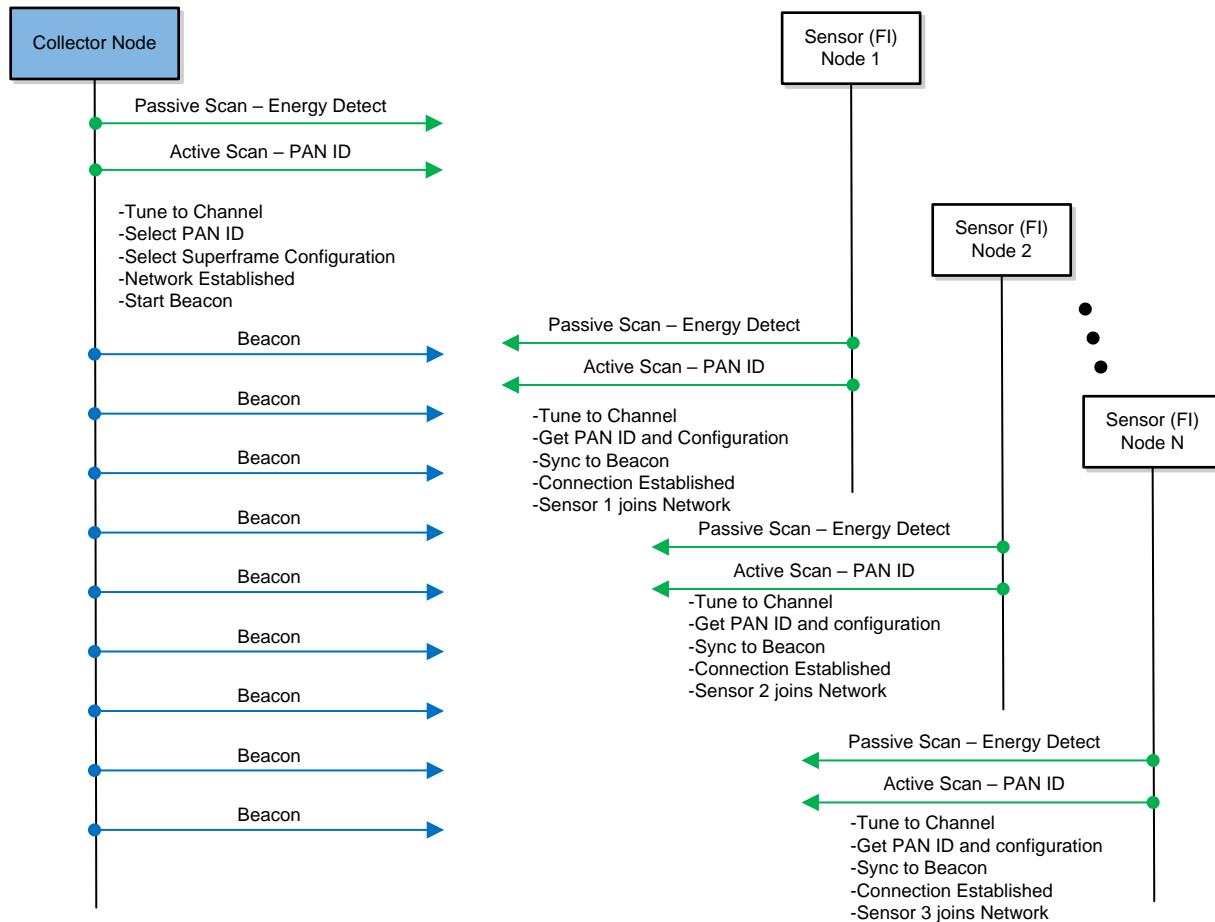 Collector Node
Sensor (FI)
Node 1
Passive Scan – Energy Detect
Active Scan – PAN ID
-Tune to Channel
-Select PAN ID
-Select Superframe Configuration
-Network Established
-Start Beacon
Sensor (FI)
Node 2
Beacon
Beacon
Beacon
Beacon
Beacon
Beacon
Beacon
Beacon
Beacon
Passive Scan – Energy Detect
Active Scan – PAN ID
-Tune to Channel
-Get PAN ID and Configuration
-Sync to Beacon
-Connection Established
-Sensor 1 joins Network
Sensor (FI)
Node N
Passive Scan – Energy Detect
Active Scan – PAN ID
-Tune to Channel
-Get PAN ID and configuration
-Sync to Beacon
-Connection Established
-Sensor 2 joins Network
Passive Scan – Energy Detect
Active Scan – PAN ID
-Tune to Channel
-Get PAN ID and configuration
-Sync to Beacon
-Connection Established
-Sensor 3 joins Network